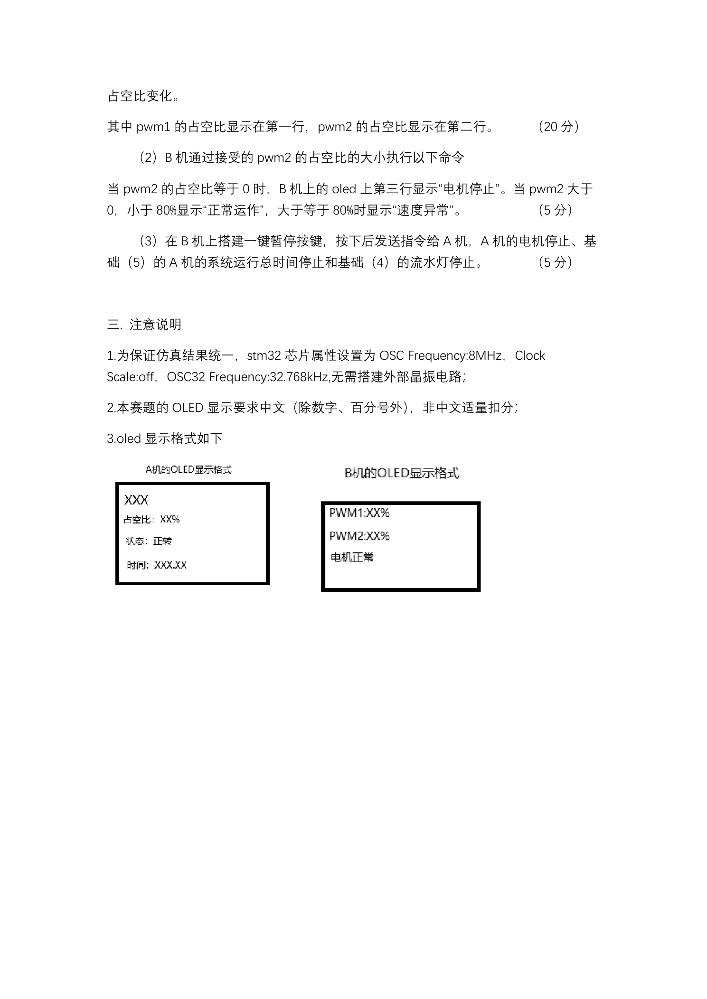 占空比变化。
其中 pwm1 的占空比显示在第一行，pwm2 的占空比显示在第二行。 （20 分）
（2）B 机通过接受的 pwm2 的占空比的大小执行以下命令
当 pwm2 的占空比等于 0 时，B 机上的 oled 上第三行显示“电机停止”。当 pwm2 大于
0，小于 80%显示“正常运作”，大于等于 80%时显示“速度异常”。 （5 分）
（3）在 B 机上搭建一键暂停按键，按下后发送指令给 A 机，A 机的电机停止、基
础（5）的 A 机的系统运行总时间停止和基础（4）的流水灯停止。 （5 分）
三. 注意说明
1.为保证仿真结果统一，stm32 芯片属性设置为 OSC Frequency:8MHz，Clock
Scale:off，OSC32 Frequency:32.768kHz,无需搭建外部晶振电路；
2.本赛题的 OLED 显示要求中文（除数字、百分号外），非中文适量扣分；
3.oled 显示格式如下
A机的OLED显示格式
XXX
占空比：XX%
状态：正转
时间：XXX.XX
B机的OLED显示格式
PWM1:XX%
PWM2:XX%
电机正常